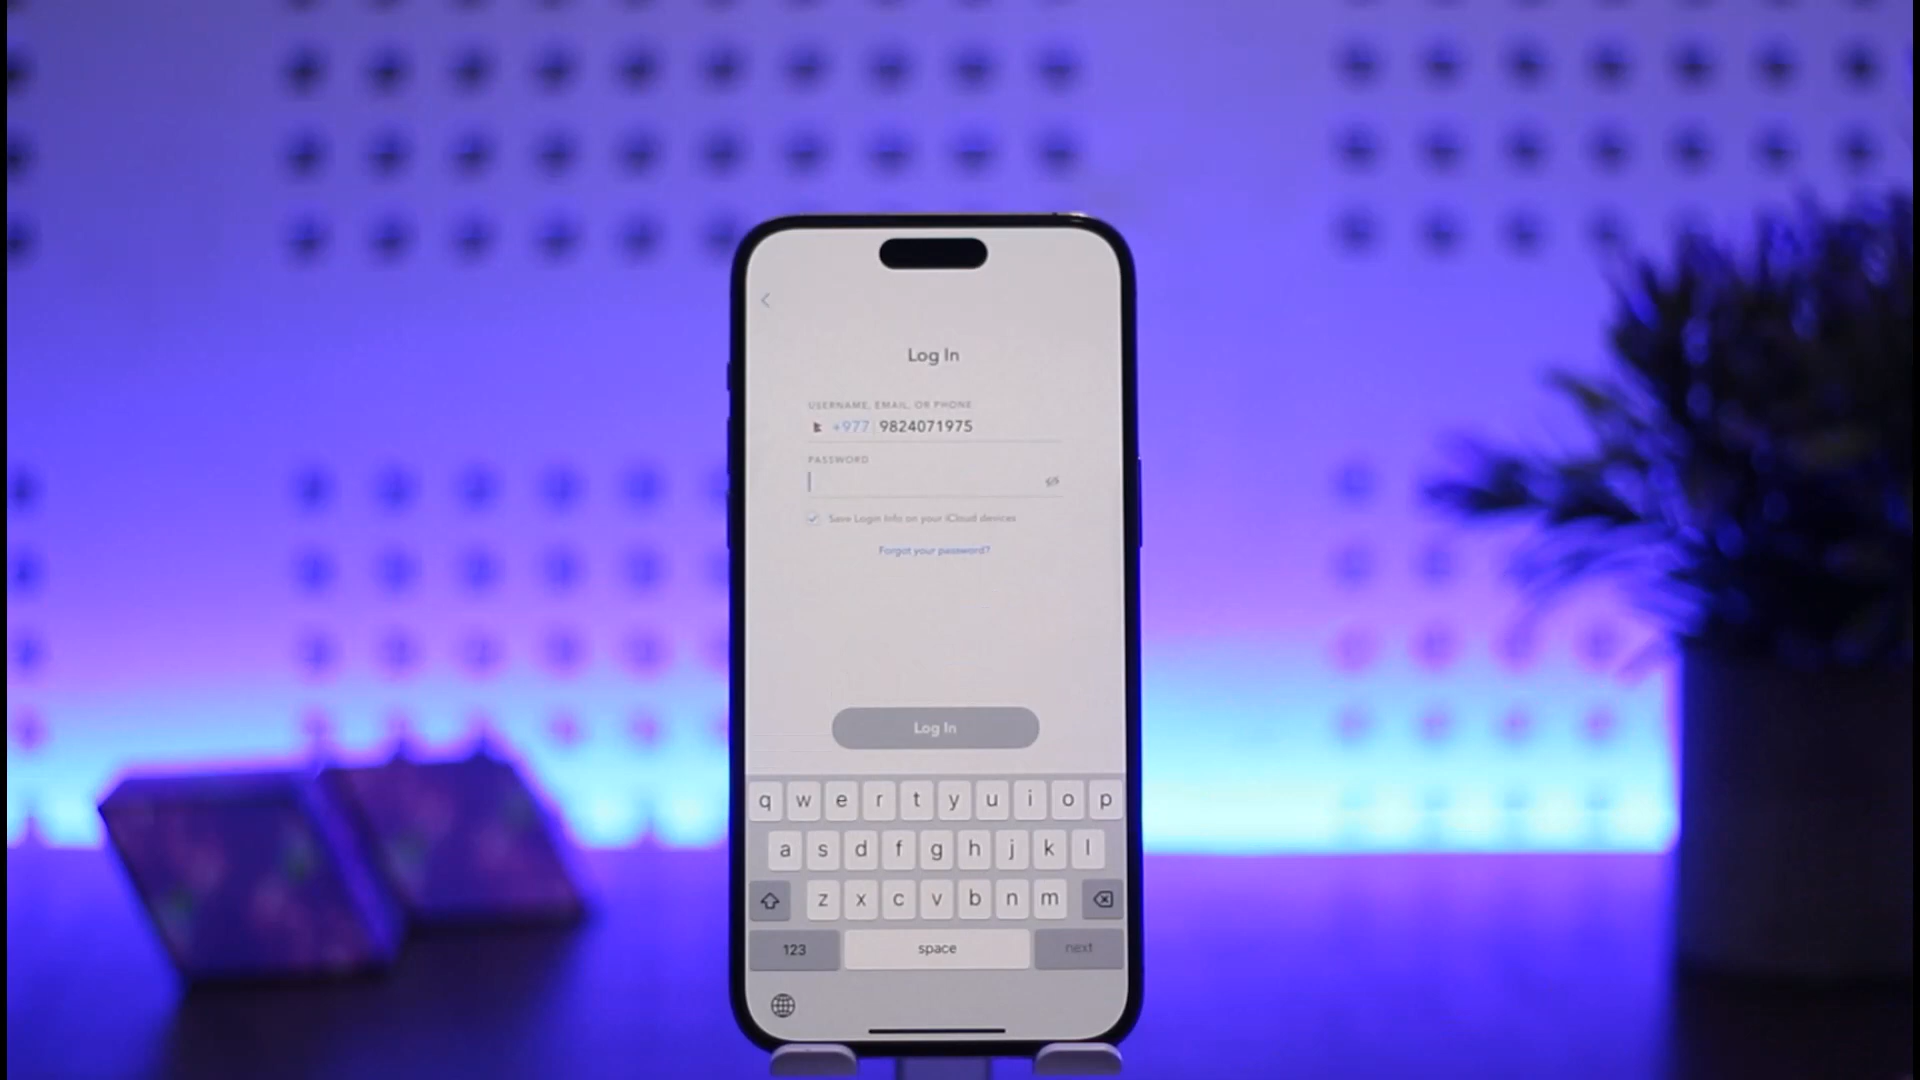 Log In
USERNAME, EMAIL, OR PHONE
+977 9824071975
PASSWORD
Save Login Info on your iCloud devices
Forgot your password?
Log In
q w e r t y u i o p
a s d f g h j k l
z x c v b n m
123 space next